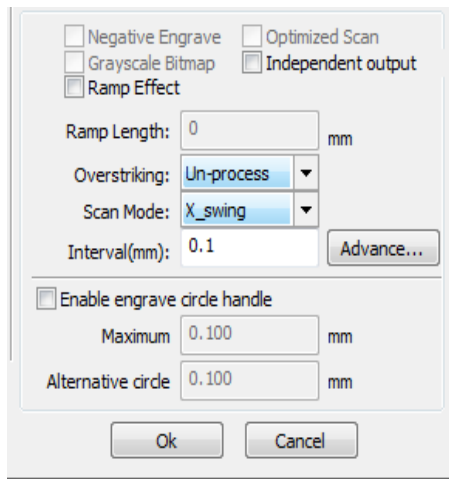 Negative Engrave Optimized Scan
Grayscale Bitmap Independent output
Ramp Effect
Ramp Length: 0 mm
Overstriking: Un-process
Scan Mode: X_swing
Interval(mm): 0.1 Advance...
Enable engrave circle handle
Maximum 0.100 mm
Alternative circle 0.100 mm
Ok Cancel